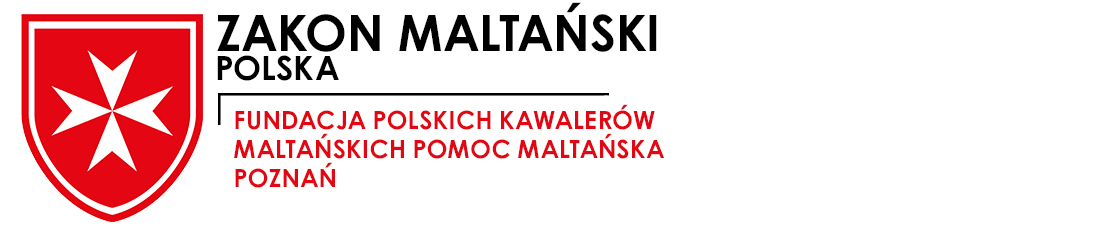 ZAKON MALTAŃSKI
POLSKA
FUNDACJA POLSKICH KAWALERÓW
MALTAŃSKICH POMOC MALTAŃSKA
POZNAŃ